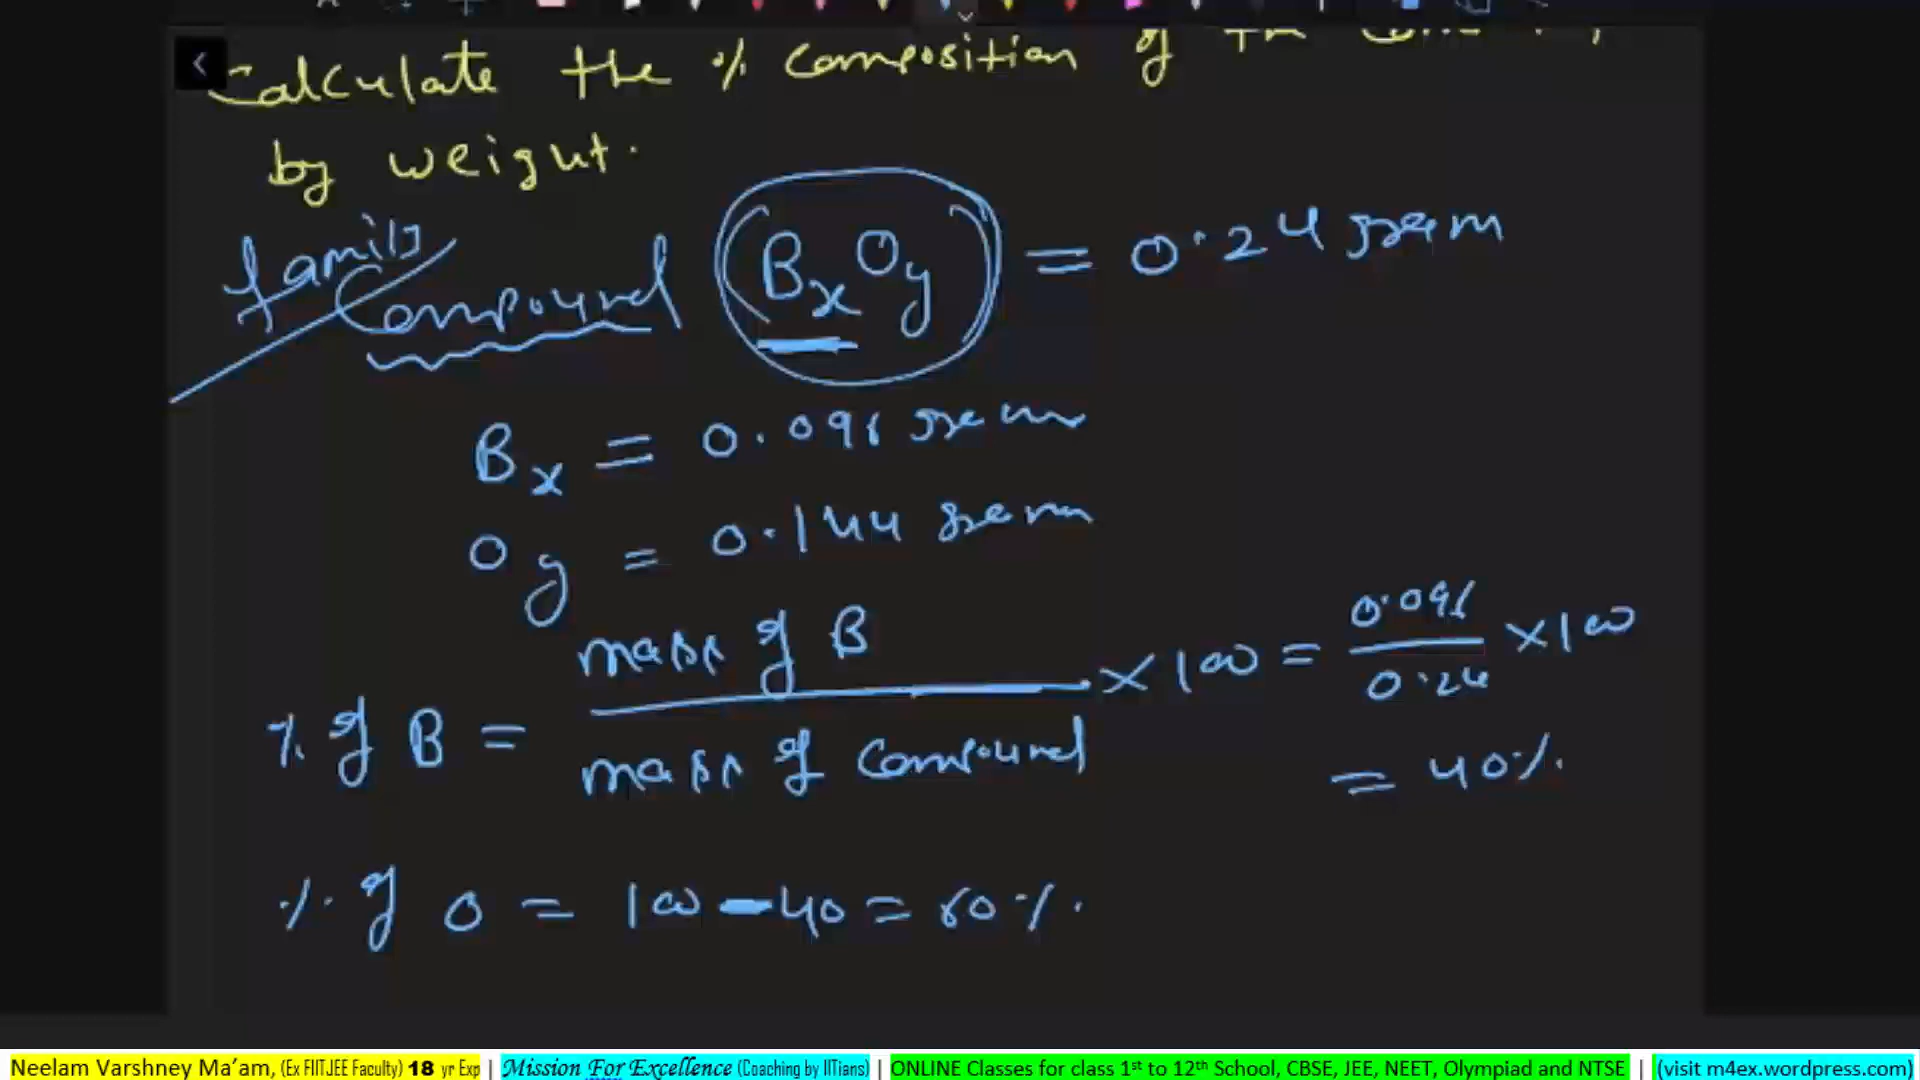 Calculate the % composition of the
by weight.
family
Compound (BxOy) = 0.24 gram
Bx = 0.096 gram
Oy = 0.144 gram
% of B = mass of B / mass of compound × 100 = 0.096 / 0.24 × 100
= 40%.
% of O = 100 - 40 = 60%.
Neelam Varshney Ma'am, (Ex FIITJEE Faculty) 18 yr Exp | Mission For Excellence (Coaching by IITians) | ONLINE Classes for class 1st to 12th School, CBSE, JEE, NEET, Olympiad and NTSE | (visit m4ex.wordpress.com)